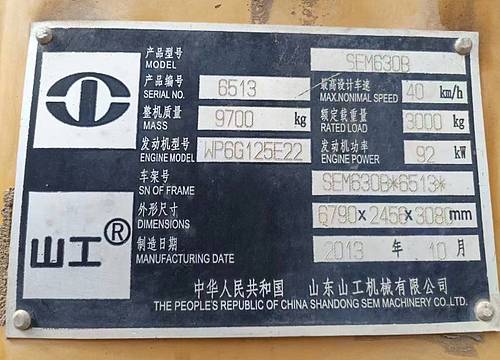 产品型号 SEM630B
MODEL
产品编号 6513 最高设计车速 40 km/h
SERIAL NO. MAX.NONIMAL SPEED
整机质量 9700 kg 额定载重量 3000 kg
MASS RATED LOAD
发动机型号 WP6G125E22 发动机功率 92 kW
ENGINE MODEL ENGINE POWER
车架号 SEM630B*6513*
SN OF FRAME
外形尺寸 6790×2456×3080mm
DIMENSIONS
制造日期 2013 年 10 月
MANUFACTURING DATE
山工®
中华人民共和国 山东山工机械有限公司
THE PEOPLE'S REPUBLIC OF CHINA SHANDONG SEM MACHINERY CO.,LTD.